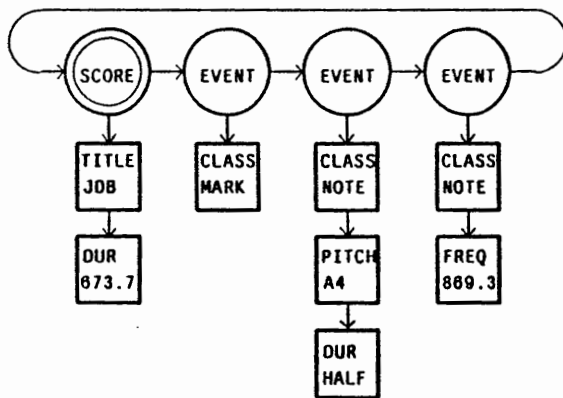 SCORE EVENT EVENT EVENT
TITLE
JDB
CLASS
MARK
CLASS
NOTE
CLASS
NOTE
DUR
673.7
PITCH
A4
FREQ
869.3
DUR
HALF